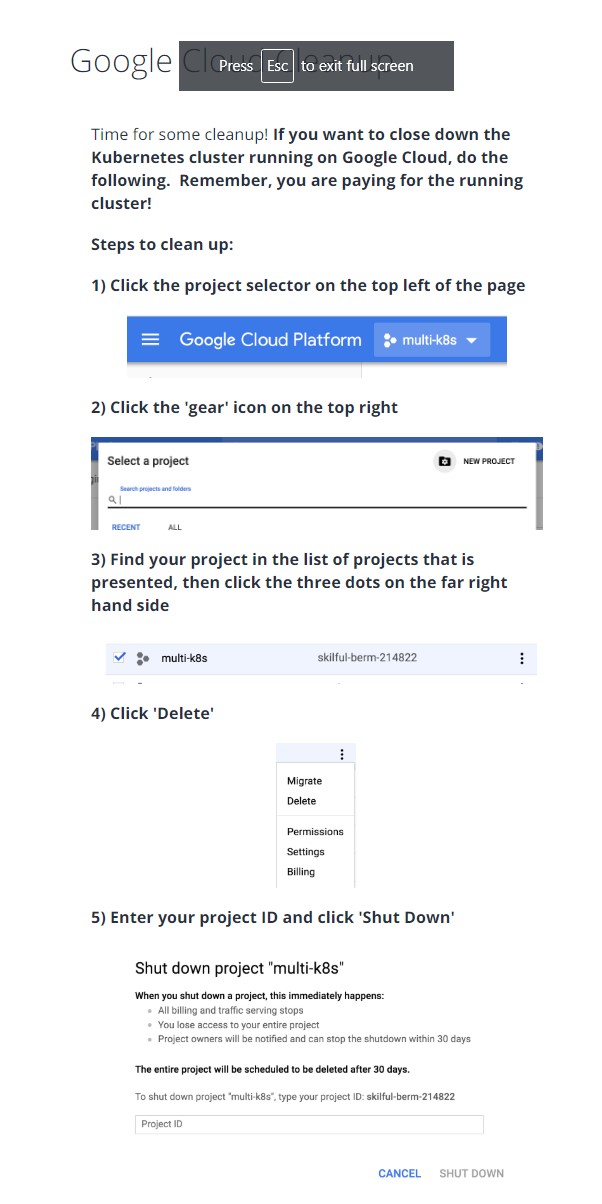 Google Cloud Cleanup
Press Esc to exit full screen
Time for some cleanup! If you want to close down the
Kubernetes cluster running on Google Cloud, do the
following. Remember, you are paying for the running
cluster!
Steps to clean up:
1) Click the project selector on the top left of the page
Google Cloud Platform multi-k8s
2) Click the 'gear' icon on the top right
Select a project NEW PROJECT
Search projects and folders
RECENT ALL
3) Find your project in the list of projects that is
presented, then click the three dots on the far right
hand side
multi-k8s skilful-berm-214822
4) Click 'Delete'
Migrate
Delete
Permissions
Settings
Billing
5) Enter your project ID and click 'Shut Down'
Shut down project "multi-k8s"
When you shut down a project, this immediately happens:
All billing and traffic serving stops
You lose access to your entire project
Project owners will be notified and can stop the shutdown within 30 days
The entire project will be scheduled to be deleted after 30 days.
To shut down project "multi-k8s", type your project ID: skilful-berm-214822
Project ID
CANCEL SHUT DOWN